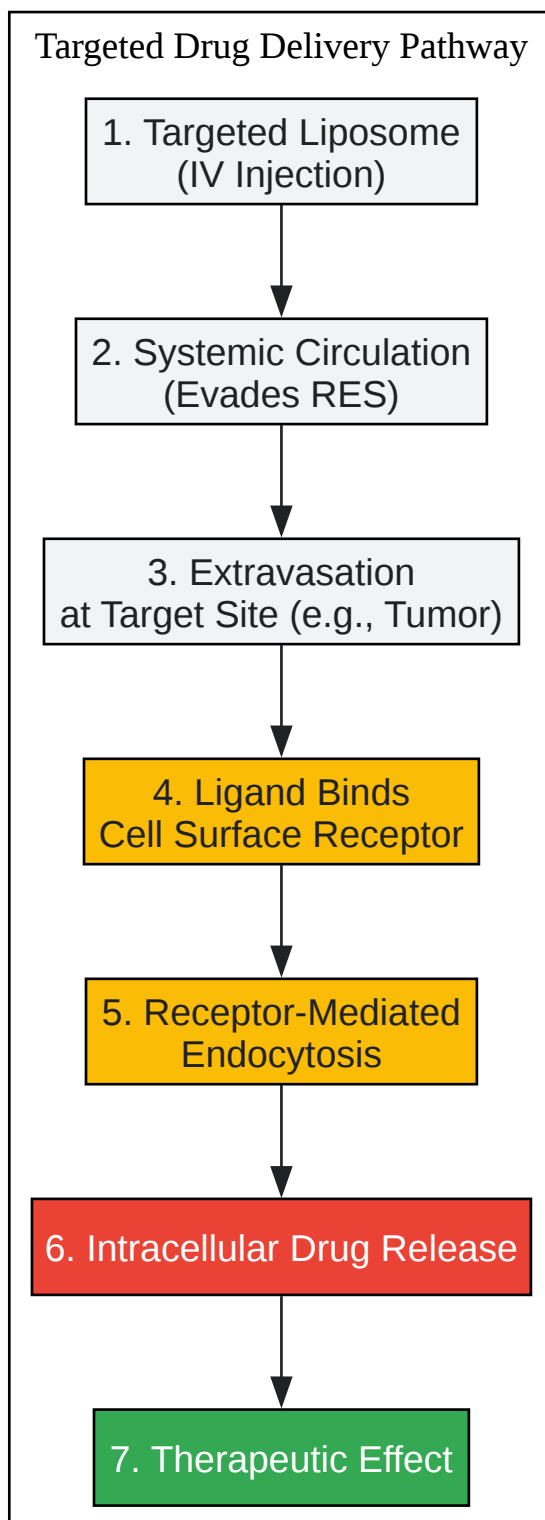 Targeted Drug Delivery Pathway
1. Targeted Liposome
(IV Injection)
2. Systemic Circulation
(Evades RES)
3. Extravasation
at Target Site (e.g., Tumor)
4. Ligand Binds
Cell Surface Receptor
5. Receptor-Mediated
Endocytosis
6. Intracellular Drug Release
7. Therapeutic Effect